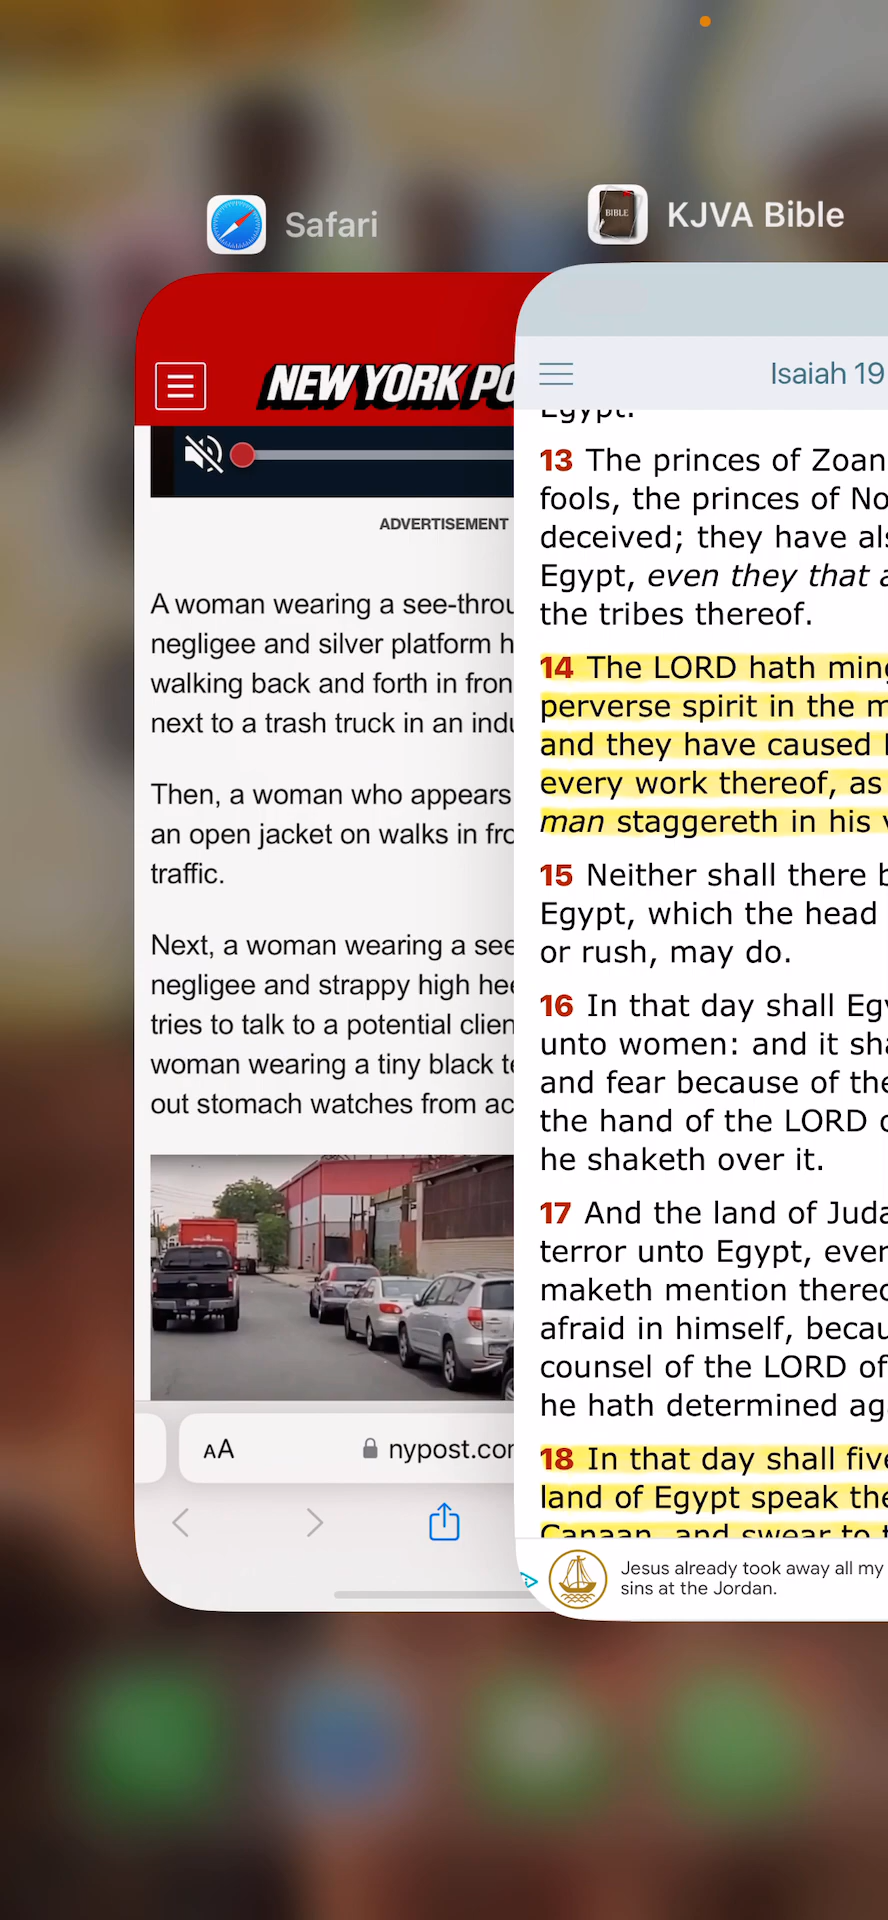 Safari
KJVA Bible
BIBLE
NEW YORK PO
ADVERTISEMENT
A woman wearing a see-throu
negligee and silver platform h
walking back and forth in fron
next to a trash truck in an indu
Then, a woman who appears
an open jacket on walks in fro
traffic.
Next, a woman wearing a see
negligee and strappy high hee
tries to talk to a potential clien
woman wearing a tiny black te
out stomach watches from ac
AA
nypost.com
Isaiah 19
Egypt.
13 The princes of Zoan
fools, the princes of No
deceived; they have als
Egypt, even they that a
the tribes thereof.
14 The LORD hath ming
perverse spirit in the m
and they have caused
every work thereof, as
man staggereth in his v
15 Neither shall there b
Egypt, which the head
or rush, may do.
16 In that day shall Egy
unto women: and it sha
and fear because of the
the hand of the LORD o
he shaketh over it.
17 And the land of Juda
terror unto Egypt, ever
maketh mention thereo
afraid in himself, becau
counsel of the LORD of
he hath determined aga
18 In that day shall five
land of Egypt speak the
Canaan, and swear to t
Jesus already took away all my
sins at the Jordan.